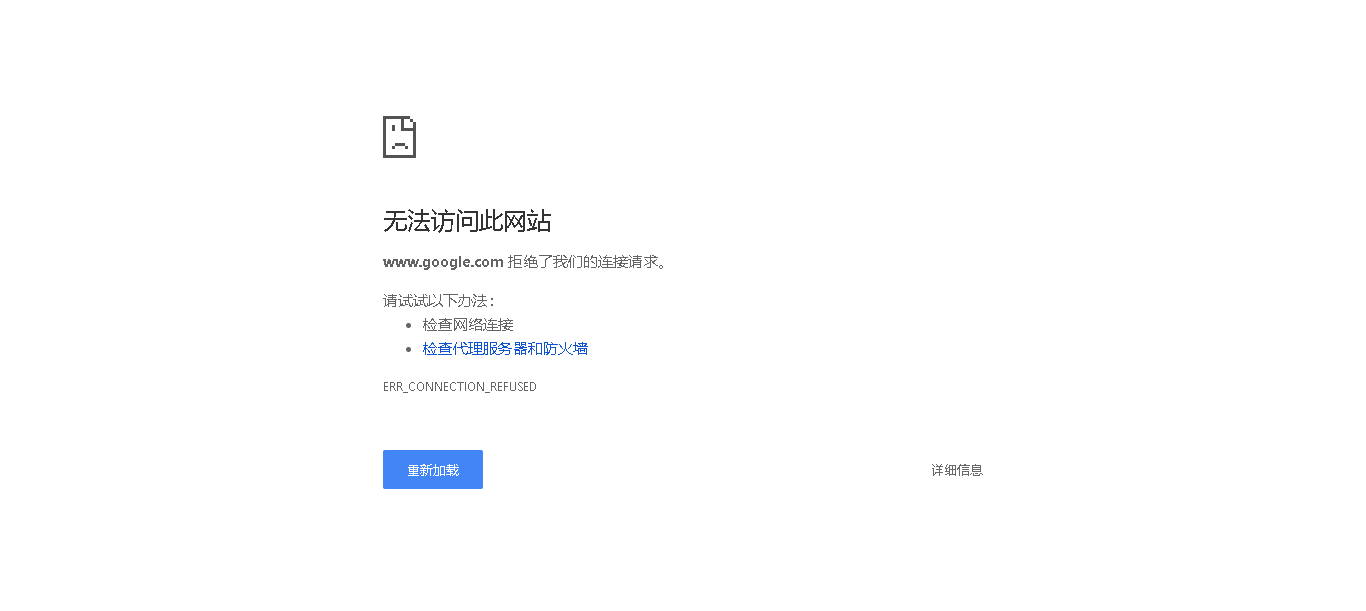 无法访问此网站
www.google.com 拒绝了我们的连接请求。
请试试以下办法：
检查网络连接
检查代理服务器和防火墙
ERR_CONNECTION_REFUSED
重新加载
详细信息